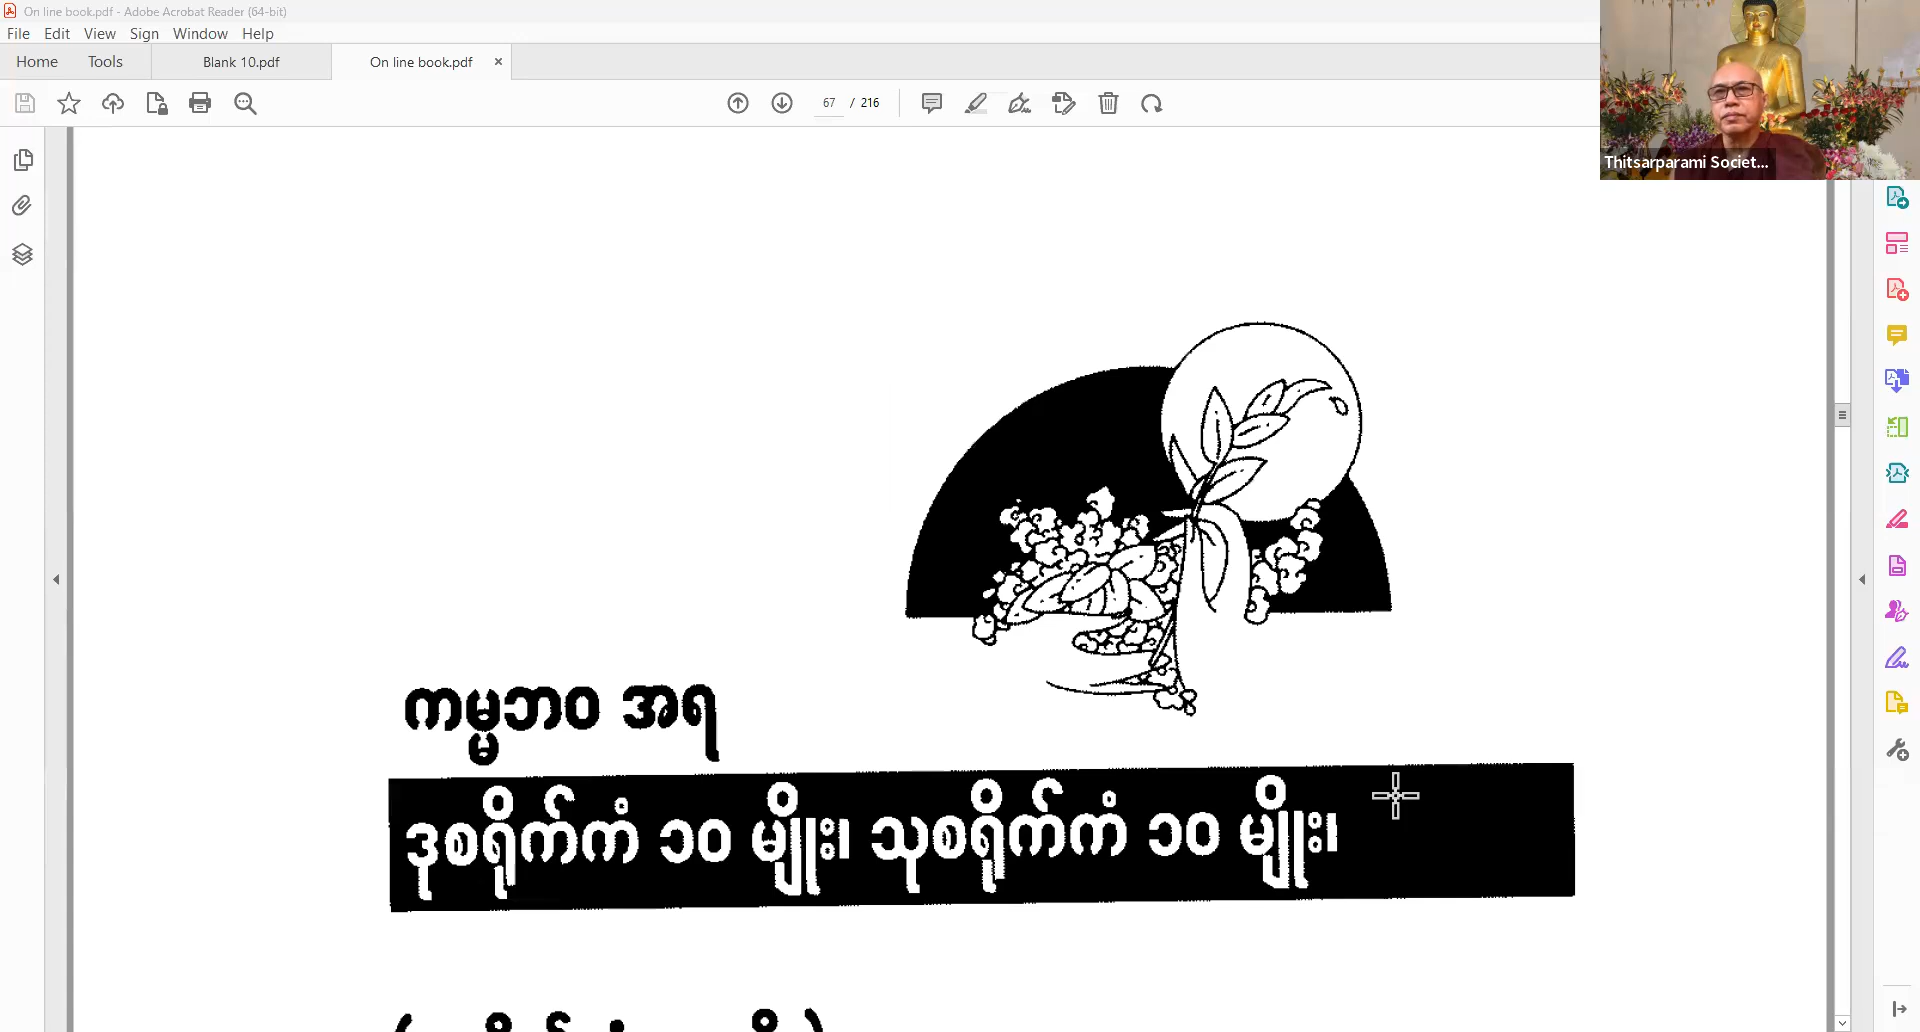 On line book.pdf - Adobe Acrobat Reader (64-bit)
File Edit View Sign Window Help
Home Tools Blank 10.pdf On line book.pdf ×
67 / 216
Thitsarparami Societ...
ကမ္မဘဝ အရ
ဒုစရိုက်ကံ ၁၀ မျိုး၊ သုစရိုက်ကံ ၁၀ မျိုး၊